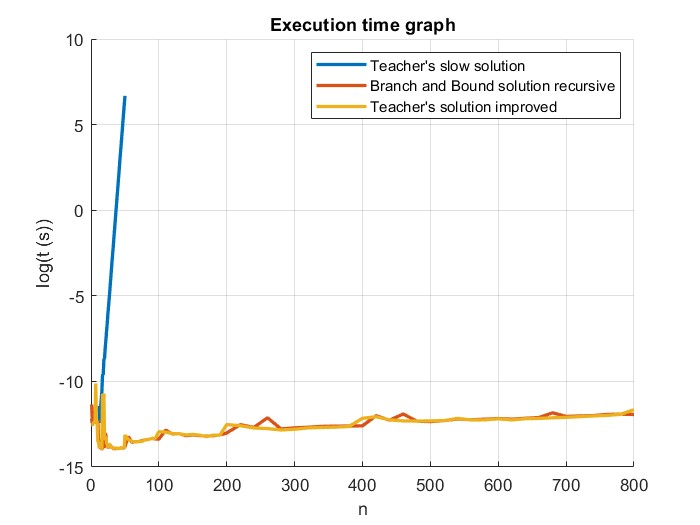 Execution time graph
Teacher's slow solution
Branch and Bound solution recursive
Teacher's solution improved
log(t (s))
10
5
0
-5
-10
-15
0 100 200 300 400 500 600 700 800
n